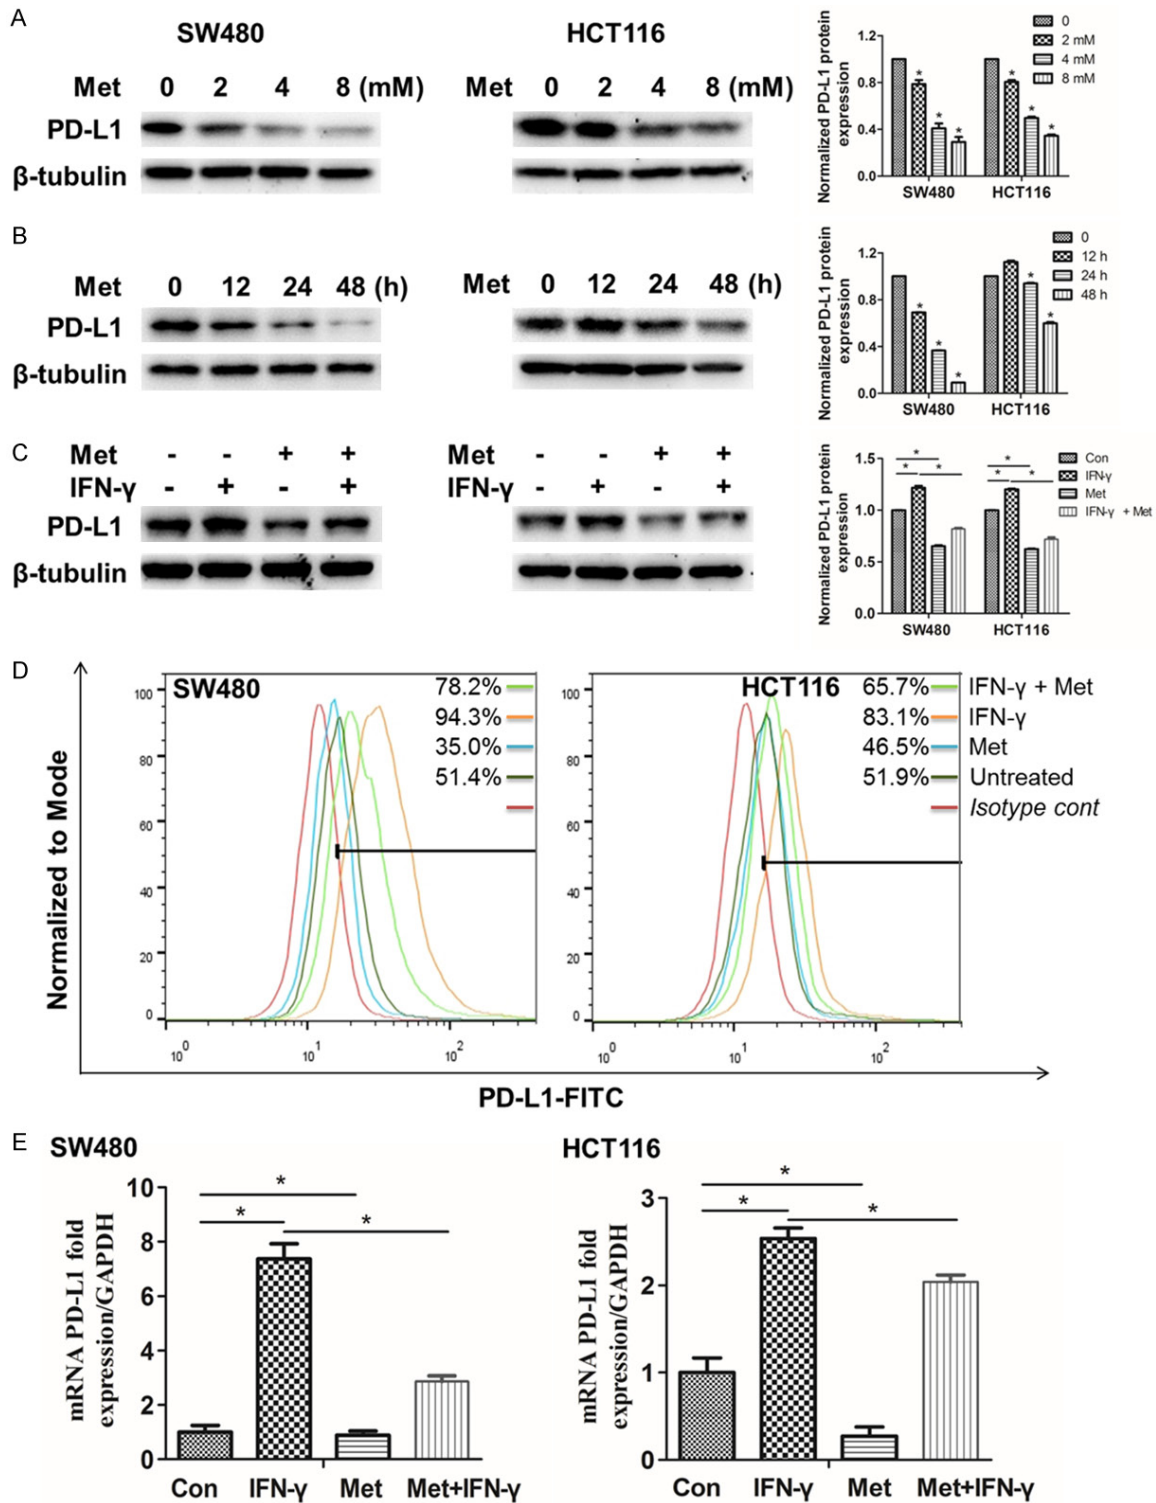 A
SW480
HCT116
Met 0 2 4 8 (mM)
PD-L1
β-tubulin
Met 0 2 4 8 (mM)
Normalized PD-L1 protein
expression
1.2
0.8
0.4
0.0
0
2 mM
4 mM
8 mM
* * * * * *
SW480 HCT116
B
Met 0 12 24 48 (h)
PD-L1
β-tubulin
Met 0 12 24 48 (h)
Normalized PD-L1 protein
expression
1.2
0.8
0.4
0.0
0
12 h
24 h
48 h
* * * * *
SW480 HCT116
C
Met - - + +
IFN-γ - + - +
PD-L1
β-tubulin
Met - - + +
IFN-γ - + - +
Normalized PD-L1 protein
expression
1.5
1.0
0.5
0.0
Con
IFN-γ
Met
IFN-γ + Met
* * * * * *
SW480 HCT116
D
Normalized to Mode
SW480
78.2%
94.3%
35.0%
51.4%
100
80
60
40
20
0
10^0 10^1 10^2
HCT116
65.7% IFN-γ + Met
83.1% IFN-γ
46.5% Met
51.9% Untreated
Isotype cont
100
80
60
40
20
0
10^0 10^1 10^2
PD-L1-FITC
E
SW480
mRNA PD-L1 fold
expression/GAPDH
10
8
6
4
2
0
* * *
Con IFN-γ Met Met+IFN-γ
HCT116
mRNA PD-L1 fold
expression/GAPDH
3
2
1
0
* * *
Con IFN-γ Met Met+IFN-γ